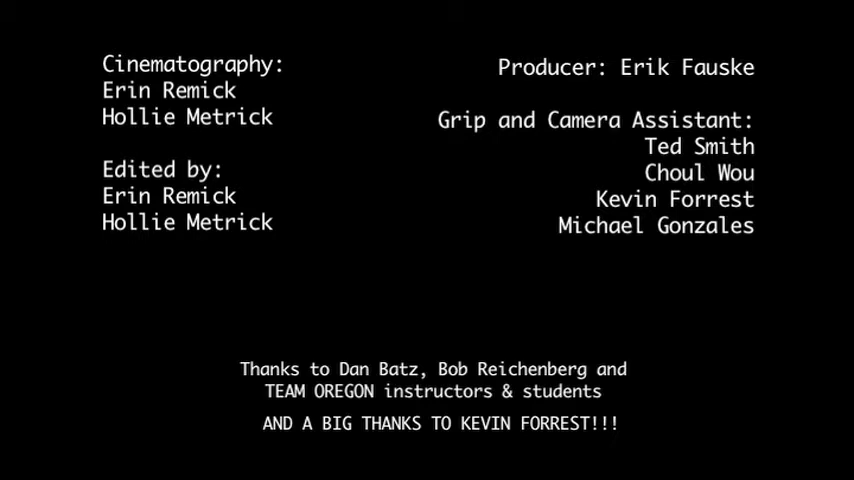 Cinematography:
Erin Remick
Hollie Metrick
Edited by:
Erin Remick
Hollie Metrick
Producer: Erik Fauske
Grip and Camera Assistant:
Ted Smith
Choul Wou
Kevin Forrest
Michael Gonzales
Thanks to Dan Batz, Bob Reichenberg and
TEAM OREGON instructors & students
AND A BIG THANKS TO KEVIN FORREST!!!